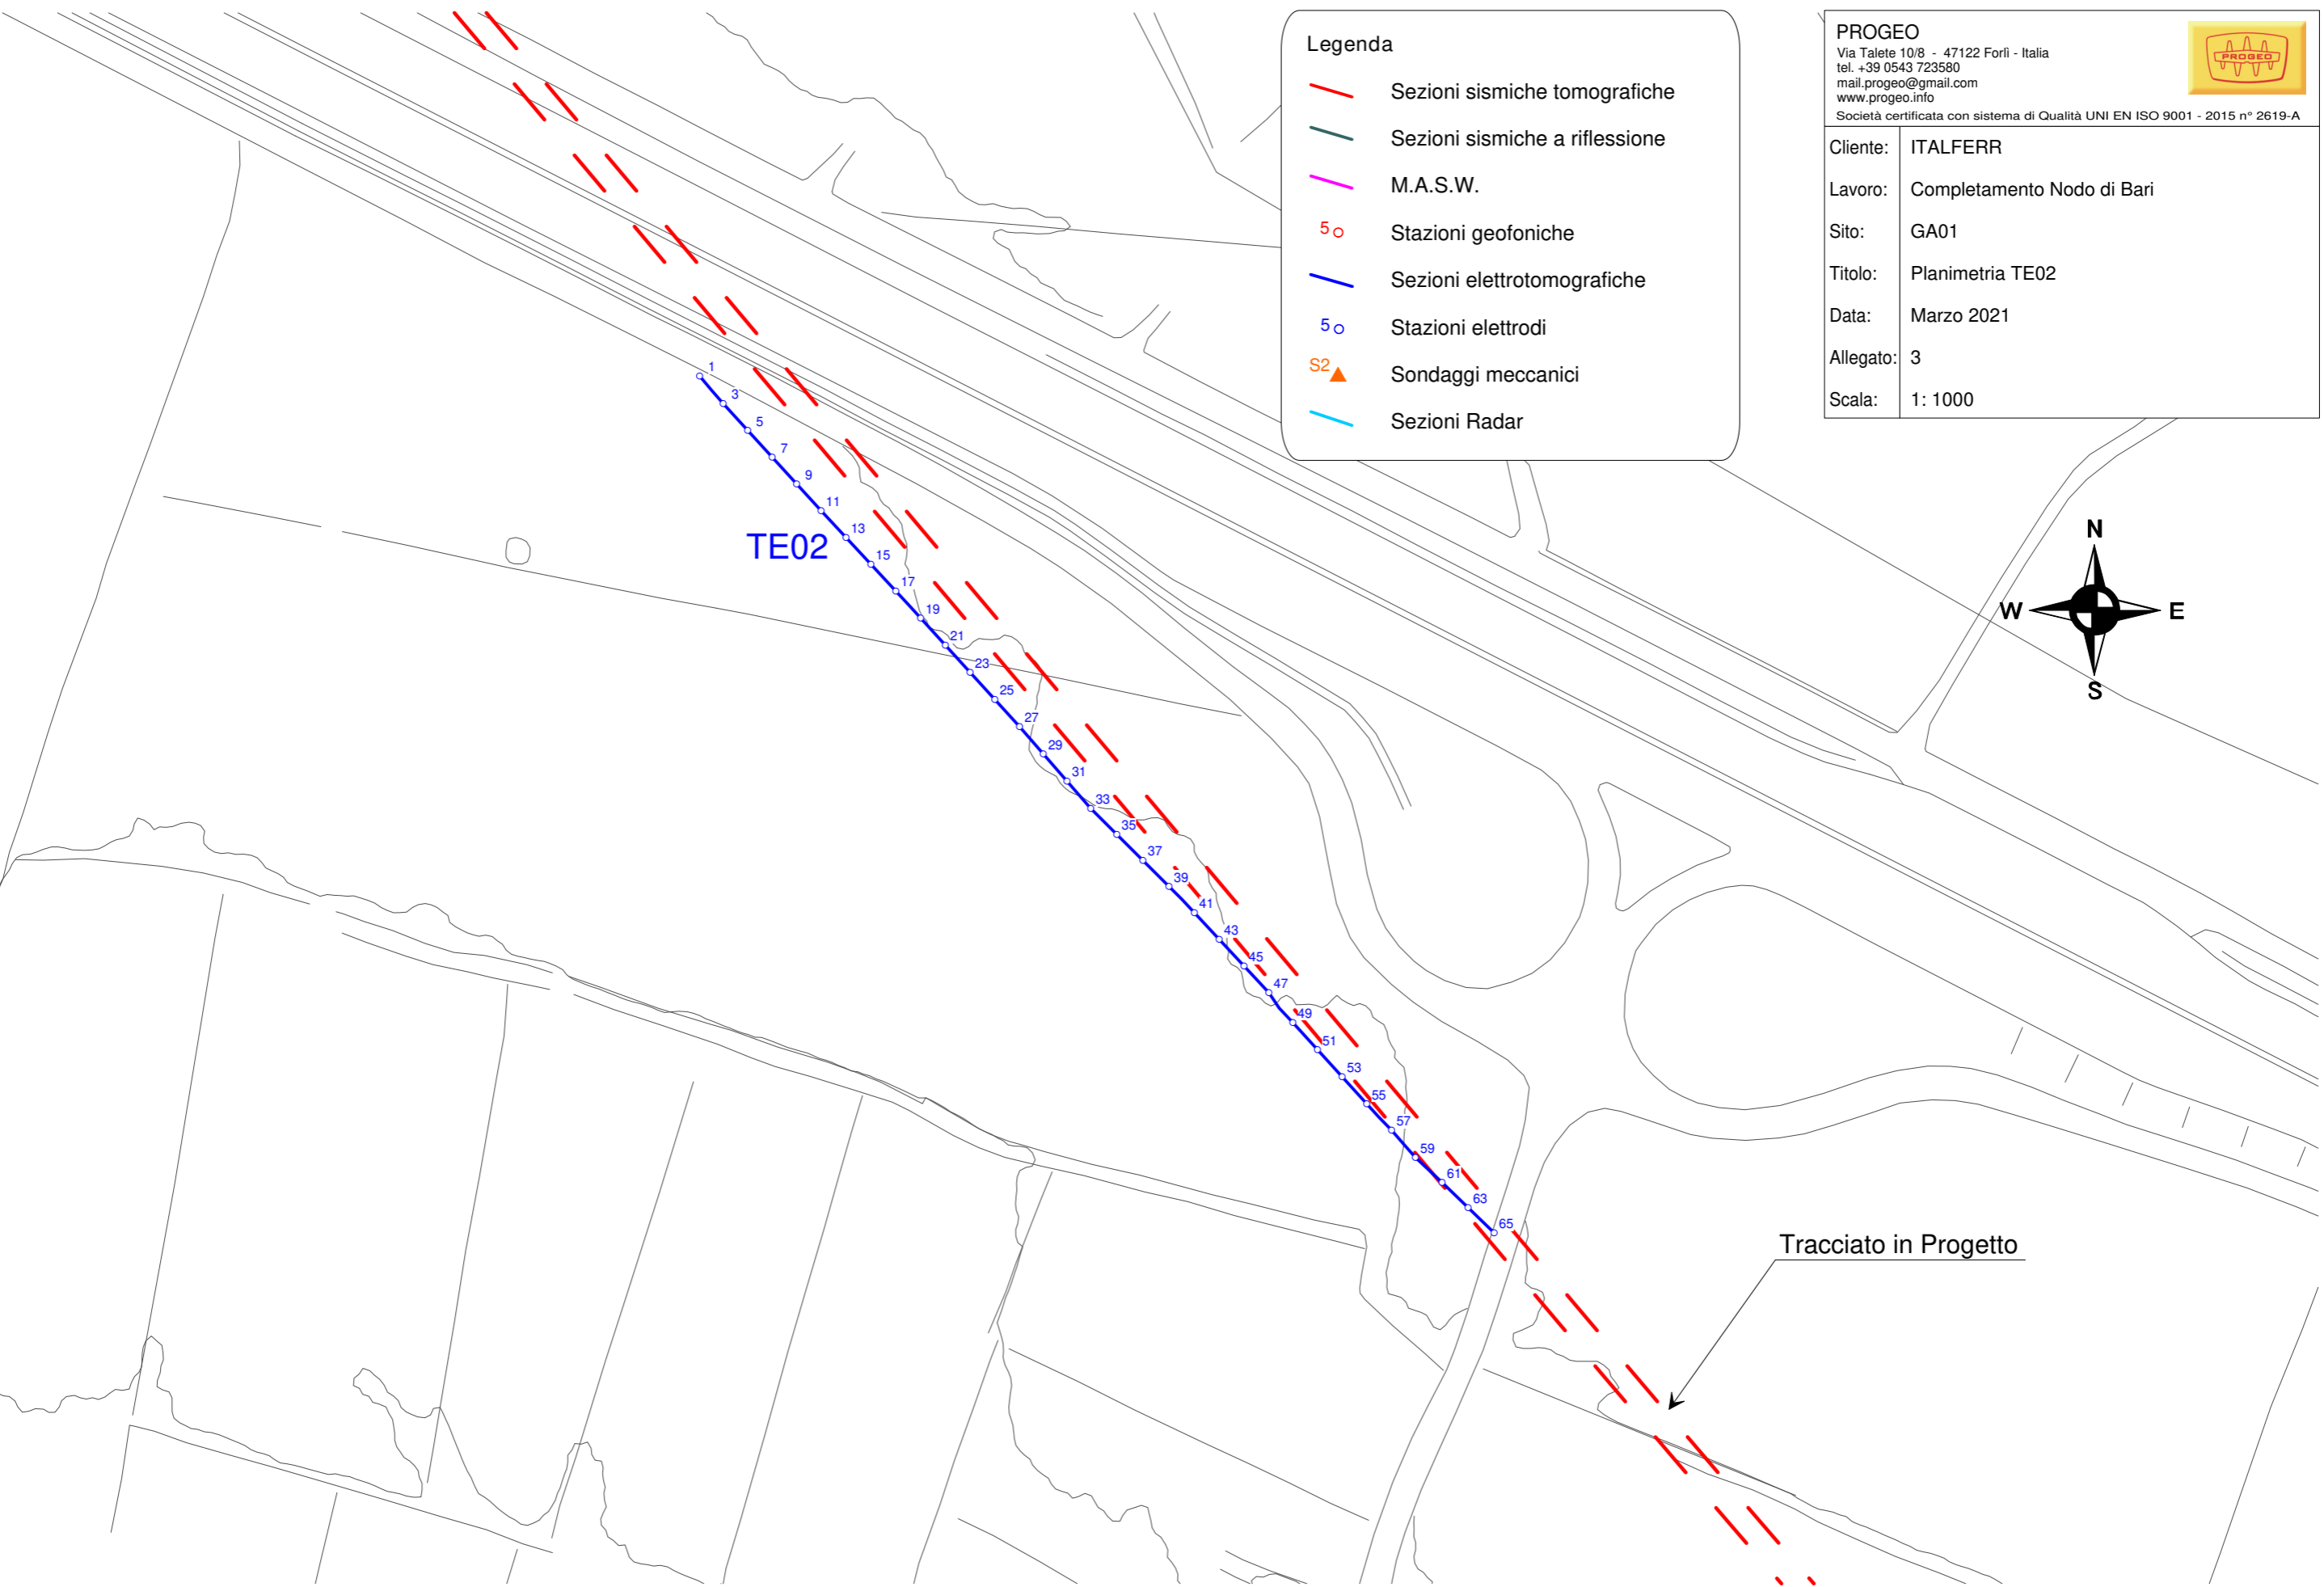 Legenda
Sezioni sismiche tomografiche
Sezioni sismiche a riflessione
M.A.S.W.
5 Stazioni geofoniche
Sezioni elettrotomografiche
5 Stazioni elettrodi
S2 Sondaggi meccanici
Sezioni Radar
PROGEO
Via Talete 10/8 - 47122 Forlì - Italia
tel. +39 0543 723580
mail.progeo@gmail.com
www.progeo.info
PROGEO
Società certificata con sistema di Qualità UNI EN ISO 9001 - 2015 n° 2619-A
Cliente: ITALFERR
Lavoro: Completamento Nodo di Bari
Sito: GA01
Titolo: Planimetria TE02
Data: Marzo 2021
Allegato: 3
Scala: 1: 1000
N
W
E
S
TE02
1
3
5
7
9
11
13
15
17
19
21
23
25
27
29
31
33
35
37
39
41
43
45
47
49
51
53
55
57
59
61
63
65
Tracciato in Progetto